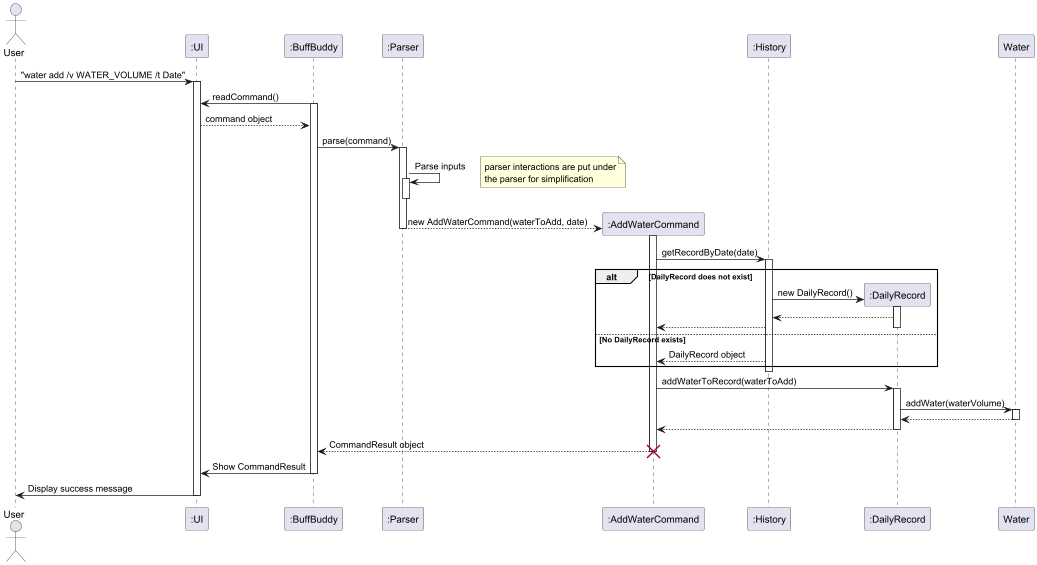 User
:UI
:BuffBuddy
:Parser
:History
Water
"water add /v WATER_VOLUME /t Date"
readCommand()
command object
parse(command)
Parse inputs
parser interactions are put under
the parser for simplification
new AddWaterCommand(waterToAdd, date)
:AddWaterCommand
getRecordByDate(date)
alt
[DailyRecord does not exist]
new DailyRecord()
:DailyRecord
[No DailyRecord exists]
DailyRecord object
addWaterToRecord(waterToAdd)
addWater(waterVolume)
CommandResult object
Show CommandResult
Display success message
User
:UI
:BuffBuddy
:Parser
:AddWaterCommand
:History
:DailyRecord
Water